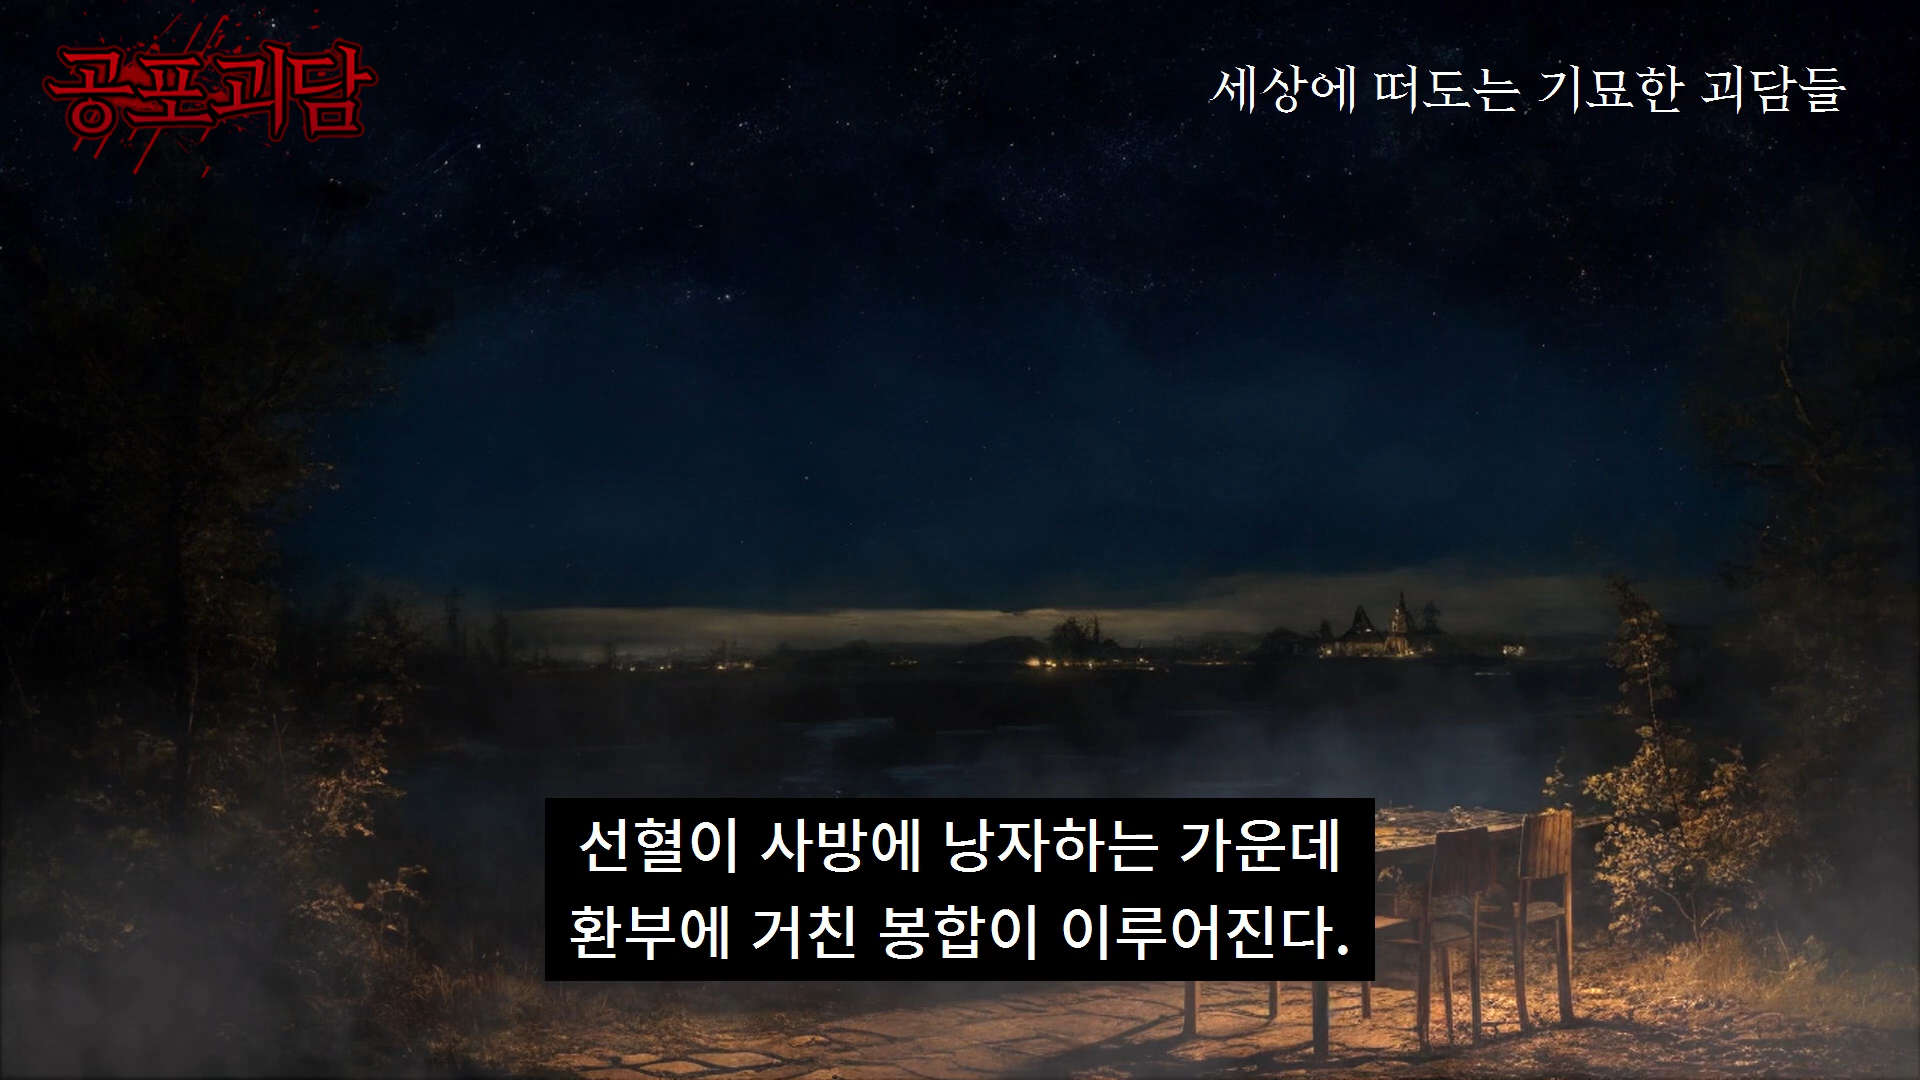 공포괴담
세상에 떠도는 기묘한 괴담들
선혈이 사방에 낭자하는 가운데
환부에 거친 봉합이 이루어진다.